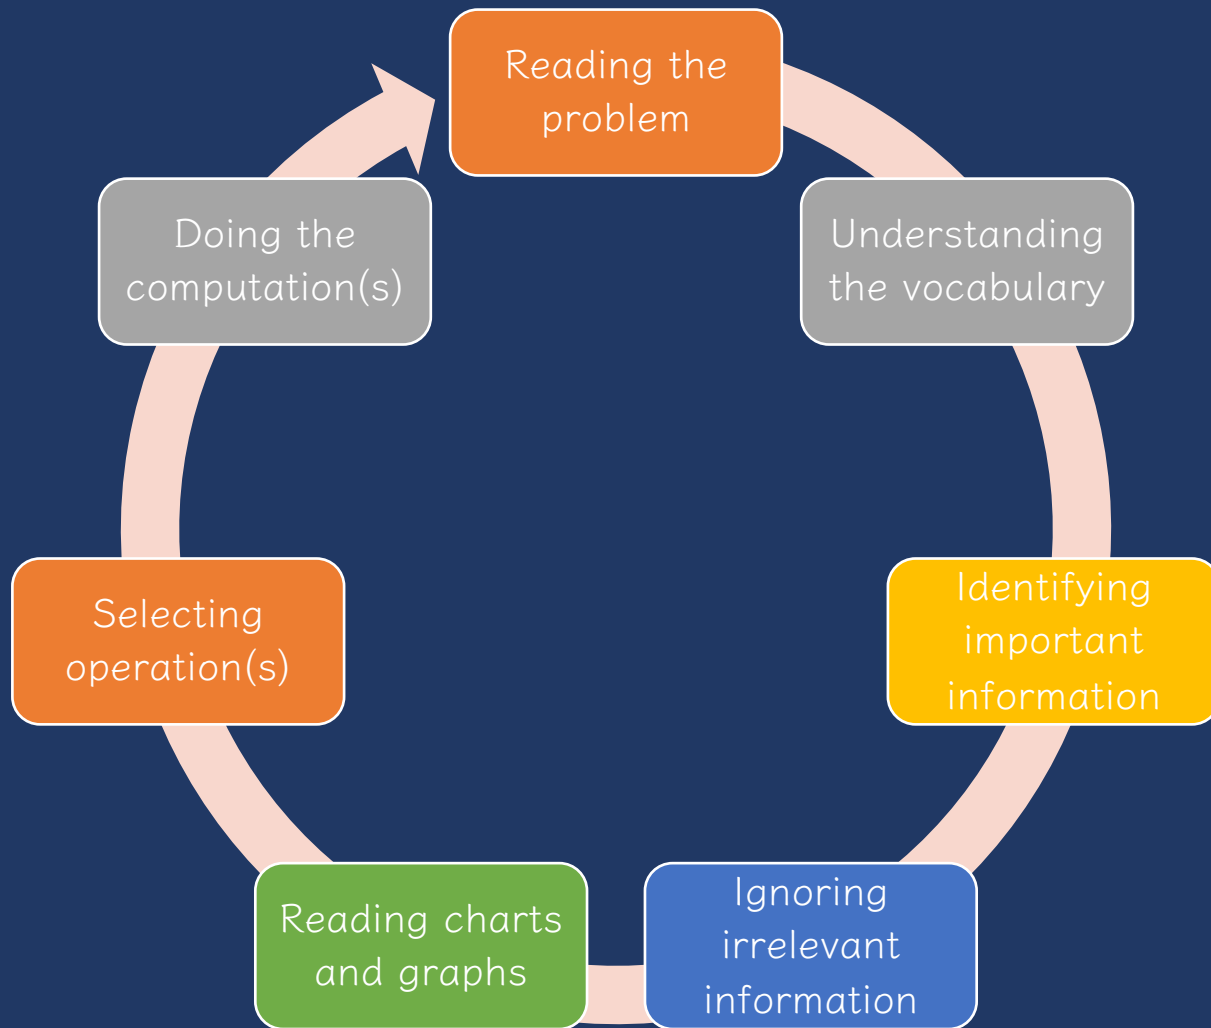 Reading the
problem
Understanding
the vocabulary
Identifying
important
information
Ignoring
irrelevant
information
Reading charts
and graphs
Selecting
operation(s)
Doing the
computation(s)